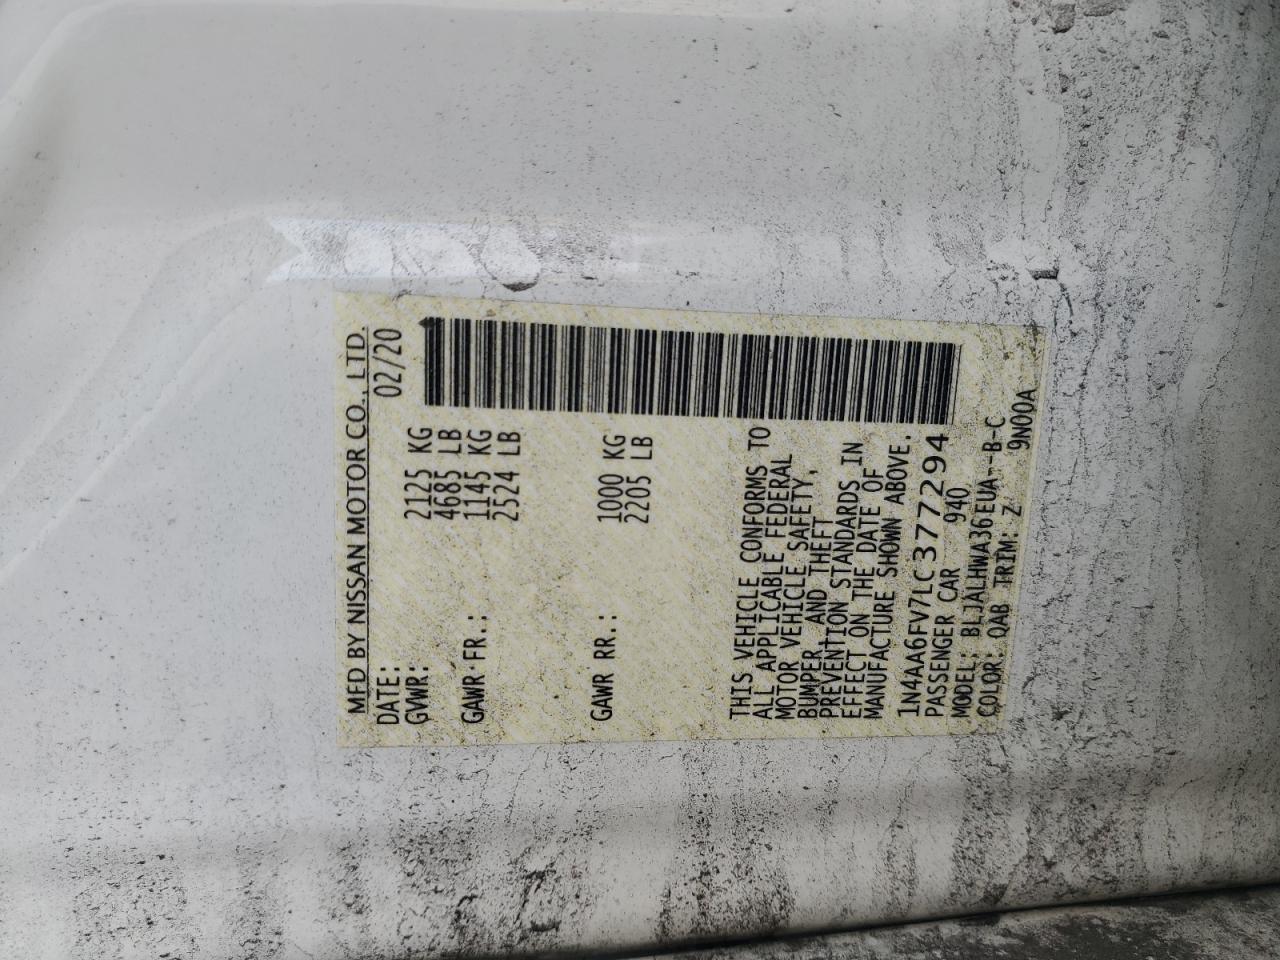 MFD BY NISSAN MOTOR CO., LTD.
DATE: 02/20
GVWR: 2125 KG
4685 LB
GAWR FR.: 1145 KG
2524 LB
GAWR RR.: 1000 KG
2205 LB
THIS VEHICLE CONFORMS TO
ALL APPLICABLE FEDERAL
MOTOR VEHICLE SAFETY,
BUMPER, AND THEFT
PREVENTION STANDARDS IN
EFFECT ON THE DATE OF
MANUFACTURE SHOWN ABOVE.
1N4AA6FV7LC377294
PASSENGER CAR 940
MODEL: BLJALHWA36EUA--B-C
COLOR: QAB TRIM: Z 9N00A